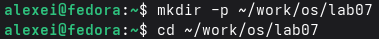 alexei@fedora:~$ mkdir -p ~/work/os/lab07
alexei@fedora:~$ cd ~/work/os/lab07